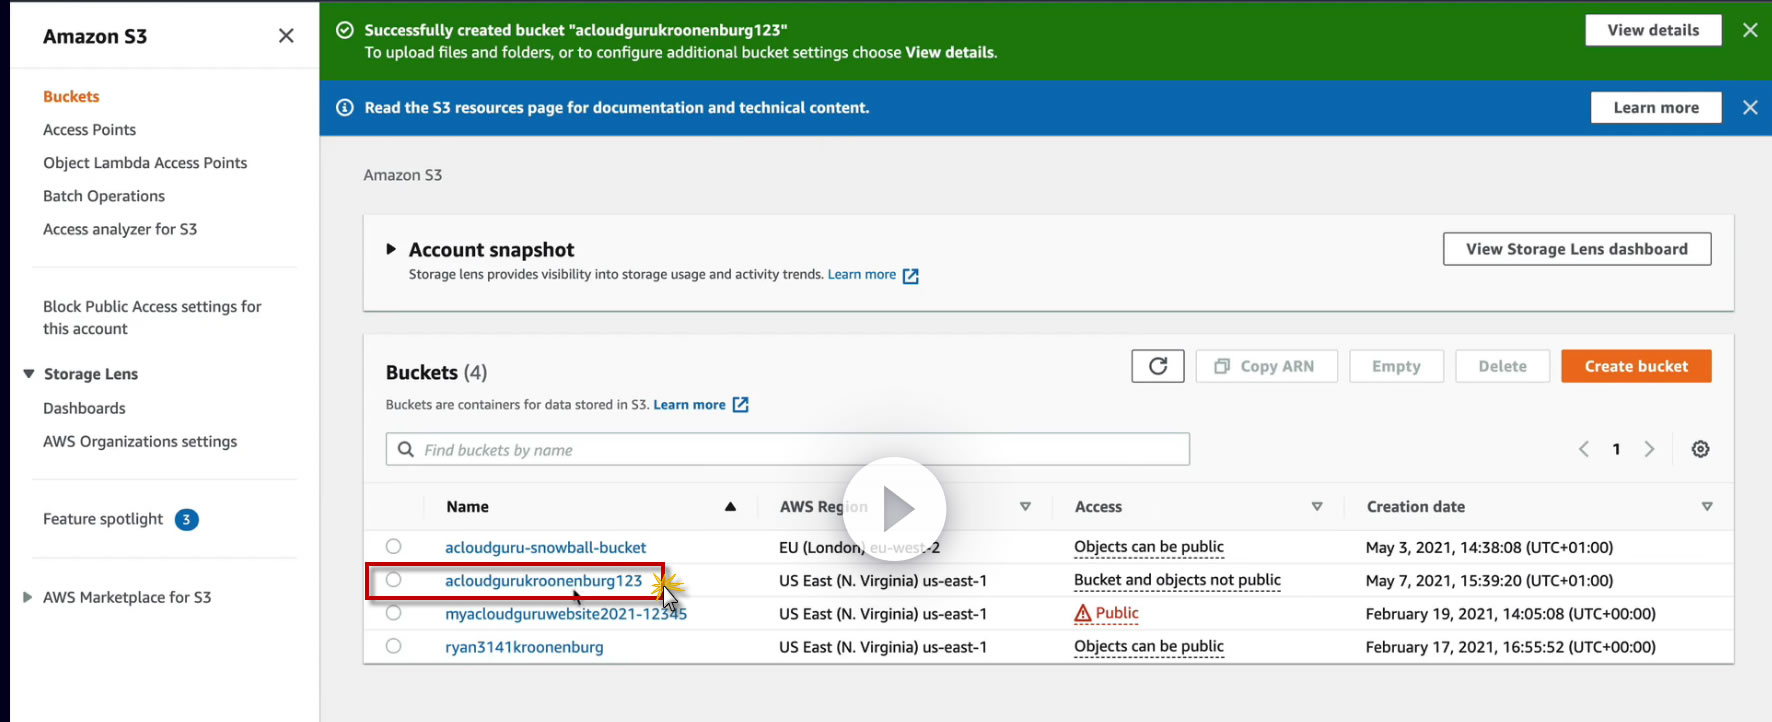 Amazon S3
Buckets
Access Points
Object Lambda Access Points
Batch Operations
Access analyzer for S3
Block Public Access settings for
this account
Storage Lens
Dashboards
AWS Organizations settings
Feature spotlight 3
AWS Marketplace for S3
Successfully created bucket "acloudgurukroonenburg123"
To upload files and folders, or to configure additional bucket settings choose View details.
View details
Read the S3 resources page for documentation and technical content.
Learn more
Amazon S3
Account snapshot
Storage lens provides visibility into storage usage and activity trends. Learn more
View Storage Lens dashboard
Buckets (4)
Buckets are containers for data stored in S3. Learn more
Copy ARN
Empty
Delete
Create bucket
Find buckets by name
1
Name AWS Region Access Creation date
acloudguru-snowball-bucket EU (London) eu-west-2 Objects can be public May 3, 2021, 14:38:08 (UTC+01:00)
acloudgurukroonenburg123 US East (N. Virginia) us-east-1 Bucket and objects not public May 7, 2021, 15:39:20 (UTC+01:00)
myacloudguruwebsite2021-12345 US East (N. Virginia) us-east-1 Public February 19, 2021, 14:05:08 (UTC+00:00)
ryan3141kroonenburg US East (N. Virginia) us-east-1 Objects can be public February 17, 2021, 16:55:52 (UTC+00:00)